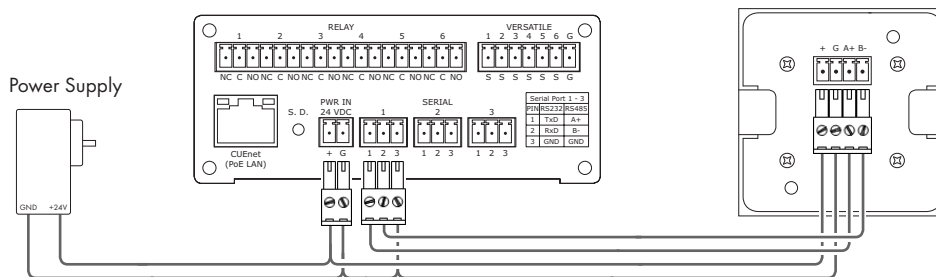 RELAY
VERSATILE
1 2 3 4 5 6
1 2 3 4 5 6 G
NC C NO NC C NO NC C NO NC C NO NC C NO NC C NO
S S S S S S G
Power Supply
GND +24V
S. D.
PWR IN
24 VDC
SERIAL
1 2 3
CUEnet
(PoE LAN)
+ G
1 2 3 1 2 3 1 2 3
Serial Port 1 - 3
PIN RS232 RS485
1 TxD A+
2 RxD B-
3 GND GND
+ G A+ B-